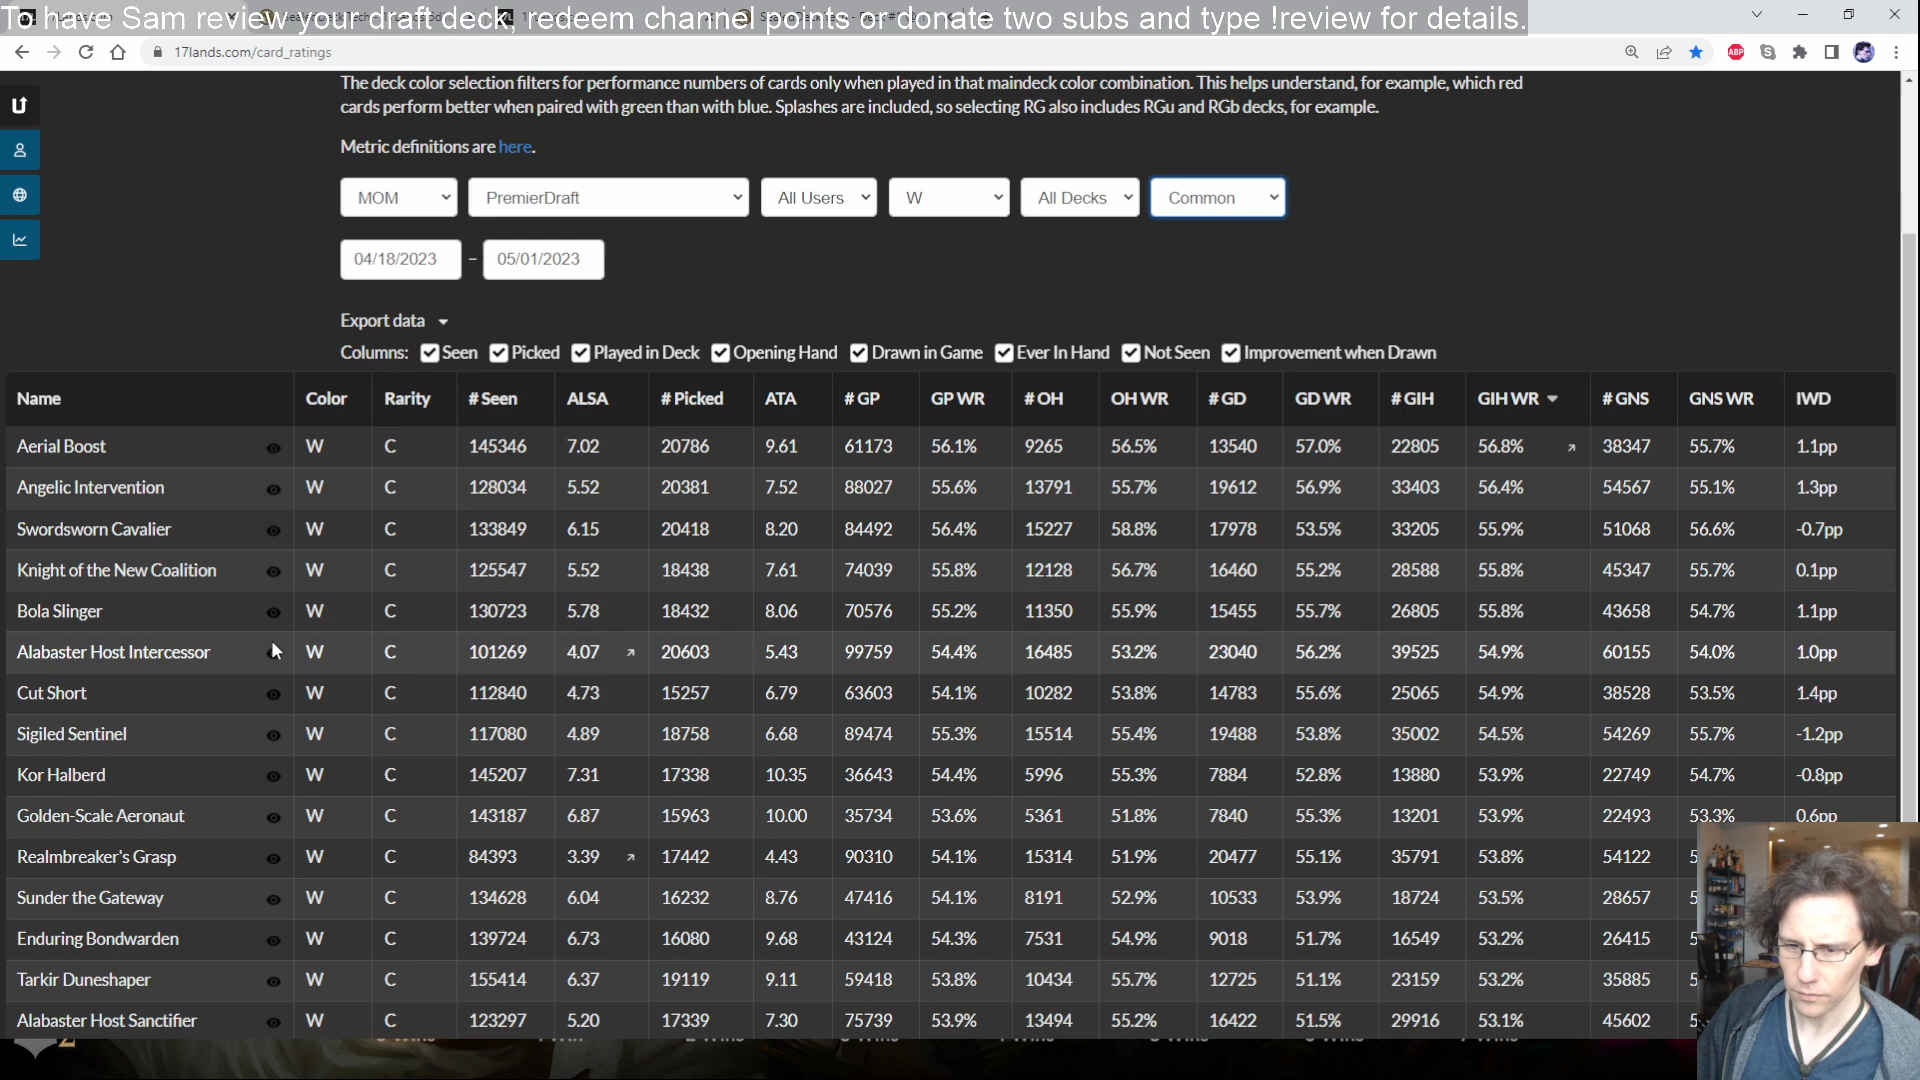 To have Sam review your draft deck, redeem channel points or donate two subs and type !review for details.
17lands.com/card_ratings
The deck color selection filters for performance numbers of cards only when played in that maindeck color combination. This helps understand, for example, which red
cards perform better when paired with green than with blue. Splashes are included, so selecting RG also includes RGu and RGb decks, for example.
Metric definitions are here.
MOM PremierDraft All Users W All Decks Common
04/18/2023 – 05/01/2023
Export data
Columns: Seen Picked Played in Deck Opening Hand Drawn in Game Ever In Hand Not Seen Improvement when Drawn
Name Color Rarity # Seen ALSA # Picked ATA # GP GP WR # OH OH WR # GD GD WR # GIH GIH WR # GNS GNS WR IWD
Aerial Boost W C 145346 7.02 20786 9.61 61173 56.1% 9265 56.5% 13540 57.0% 22805 56.8% 38347 55.7% 1.1pp
Angelic Intervention W C 128034 5.52 20381 7.52 88027 55.6% 13791 55.7% 19612 56.9% 33403 56.4% 54567 55.1% 1.3pp
Swordsworn Cavalier W C 133849 6.15 20418 8.20 84492 56.4% 15227 58.8% 17978 53.5% 33205 55.9% 51068 56.6% -0.7pp
Knight of the New Coalition W C 125547 5.52 18438 7.61 74039 55.8% 12128 56.7% 16460 55.2% 28588 55.8% 45347 55.7% 0.1pp
Bola Slinger W C 130723 5.78 18432 8.06 70576 55.2% 11350 55.9% 15455 55.7% 26805 55.8% 43658 54.7% 1.1pp
Alabaster Host Intercessor W C 101269 4.07 20603 5.43 99759 54.4% 16485 53.2% 23040 56.2% 39525 54.9% 60155 54.0% 1.0pp
Cut Short W C 112840 4.73 15257 6.79 63603 54.1% 10282 53.8% 14783 55.6% 25065 54.9% 38528 53.5% 1.4pp
Sigiled Sentinel W C 117080 4.89 18758 6.68 89474 55.3% 15514 55.4% 19488 53.8% 35002 54.5% 54269 55.7% -1.2pp
Kor Halberd W C 145207 7.31 17338 10.35 36643 54.4% 5996 55.3% 7884 52.8% 13880 53.9% 22749 54.7% -0.8pp
Golden-Scale Aeronaut W C 143187 6.87 15963 10.00 35734 53.6% 5361 51.8% 7840 55.3% 13201 53.9% 22493 53.3% 0.6pp
Realmbreaker's Grasp W C 84393 3.39 17442 4.43 90310 54.1% 15314 51.9% 20477 55.1% 35791 53.8% 54122 5
Sunder the Gateway W C 134628 6.04 16232 8.76 47416 54.1% 8191 52.9% 10533 53.9% 18724 53.5% 28657 5
Enduring Bondwarden W C 139724 6.73 16080 9.68 43124 54.3% 7531 54.9% 9018 51.7% 16549 53.2% 26415 5
Tarkir Duneshaper W C 155414 6.37 19119 9.11 59418 53.8% 10434 55.7% 12725 51.1% 23159 53.2% 35885 5
Alabaster Host Sanctifier W C 123297 5.20 17339 7.30 75739 53.9% 13494 55.2% 16422 51.5% 29916 53.1% 45602 5